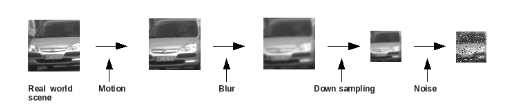 Real world
scene
Motion
Blur
Down sampling
Noise